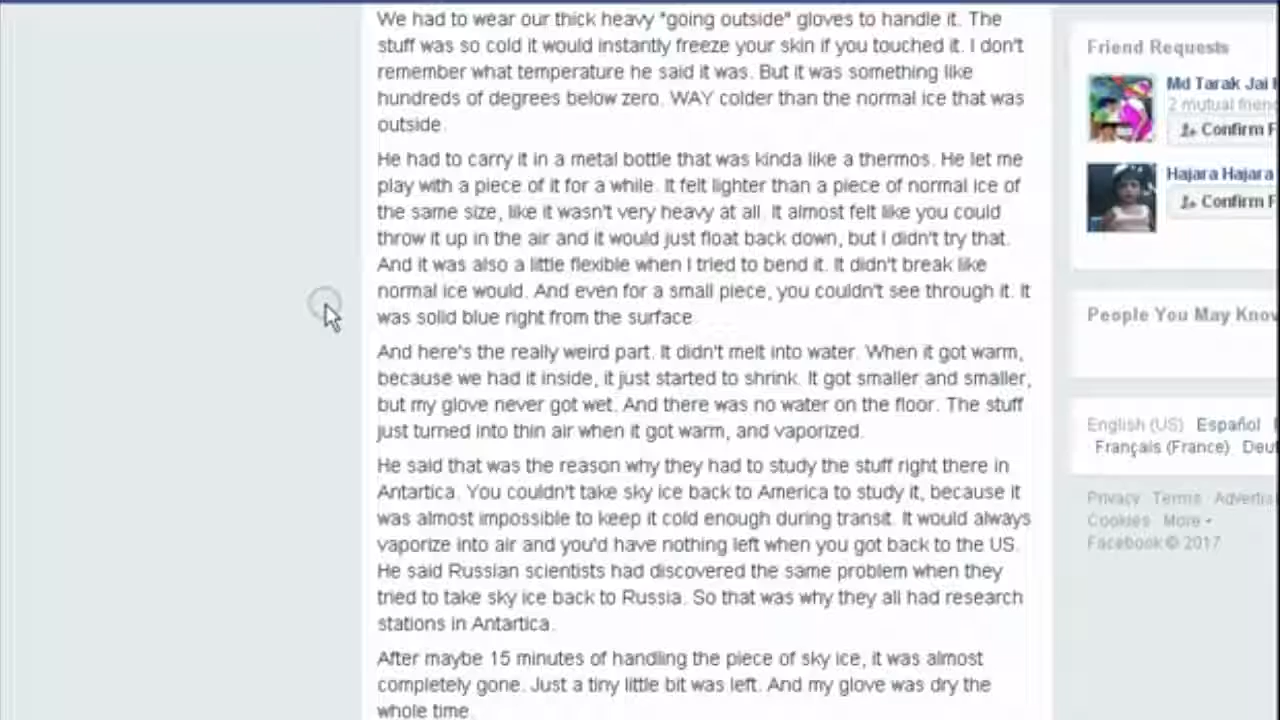 We had to wear our thick heavy "going outside" gloves to handle it. The
stuff was so cold it would instantly freeze your skin if you touched it. I don't
remember what temperature he said it was. But it was something like
hundreds of degrees below zero. WAY colder than the normal ice that was
outside.
He had to carry it in a metal bottle that was kinda like a thermos. He let me
play with a piece of it for a while. It felt lighter than a piece of normal ice of
the same size, like it wasn't very heavy at all. It almost felt like you could
throw it up in the air and it would just float back down, but I didn't try that.
And it was also a little flexible when I tried to bend it. It didn't break like
normal ice would. And even for a small piece, you couldn't see through it. It
was solid blue right from the surface.
And here's the really weird part. It didn't melt into water. When it got warm,
because we had it inside, it just started to shrink. It got smaller and smaller,
but my glove never got wet. And there was no water on the floor. The stuff
just turned into thin air when it got warm, and vaporized.
He said that was the reason why they had to study the stuff right there in
Antartica. You couldn't take sky ice back to America to study it, because it
was almost impossible to keep it cold enough during transit. It would always
vaporize into air and you'd have nothing left when you got back to the US.
He said Russian scientists had discovered the same problem when they
tried to take sky ice back to Russia. So that was why they all had research
stations in Antartica.
After maybe 15 minutes of handling the piece of sky ice, it was almost
completely gone. Just a tiny little bit was left. And my glove was dry the
whole time.
Friend Requests
Md Tarak Jai
2 mutual frien
Confirm F
Hajara Hajara
Confirm F
People You May Know
English (US) Español
Français (France) Deu
Privacy Terms Advertis
Cookies More
Facebook © 2017